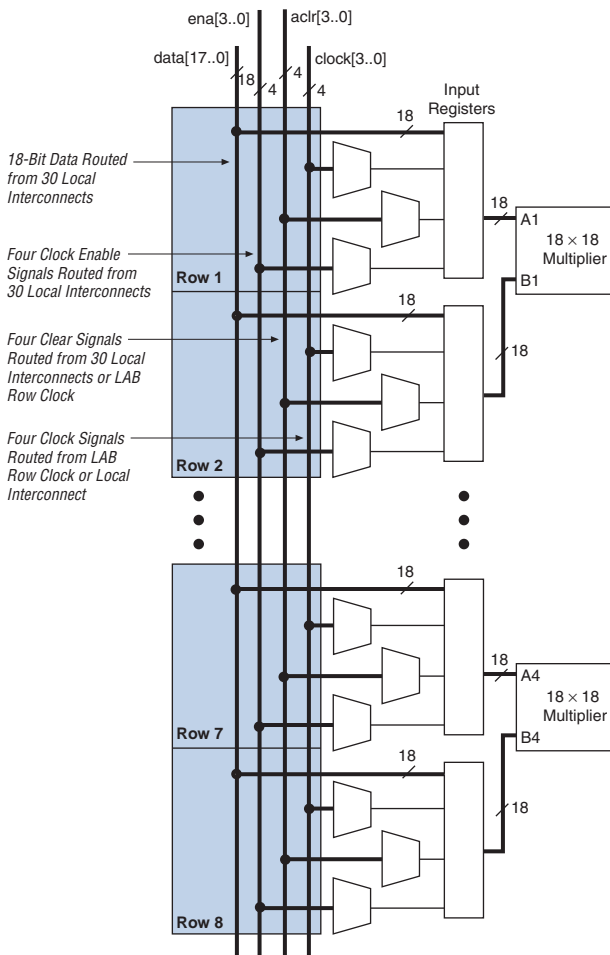 ena[3..0]
aclr[3..0]
data[17..0]
clock[3..0]
18
4
4
4
Input
Registers
18
18-Bit Data Routed
from 30 Local
Interconnects
18
A1
18 × 18
Multiplier
B1
Four Clock Enable
Signals Routed from
30 Local Interconnects
Row 1
18
18
Four Clear Signals
Routed from 30 Local
Interconnects or LAB
Row Clock
Four Clock Signals
Routed from LAB
Row Clock or Local
Interconnect
Row 2
18
18
A4
18 × 18
Multiplier
B4
Row 7
18
18
Row 8